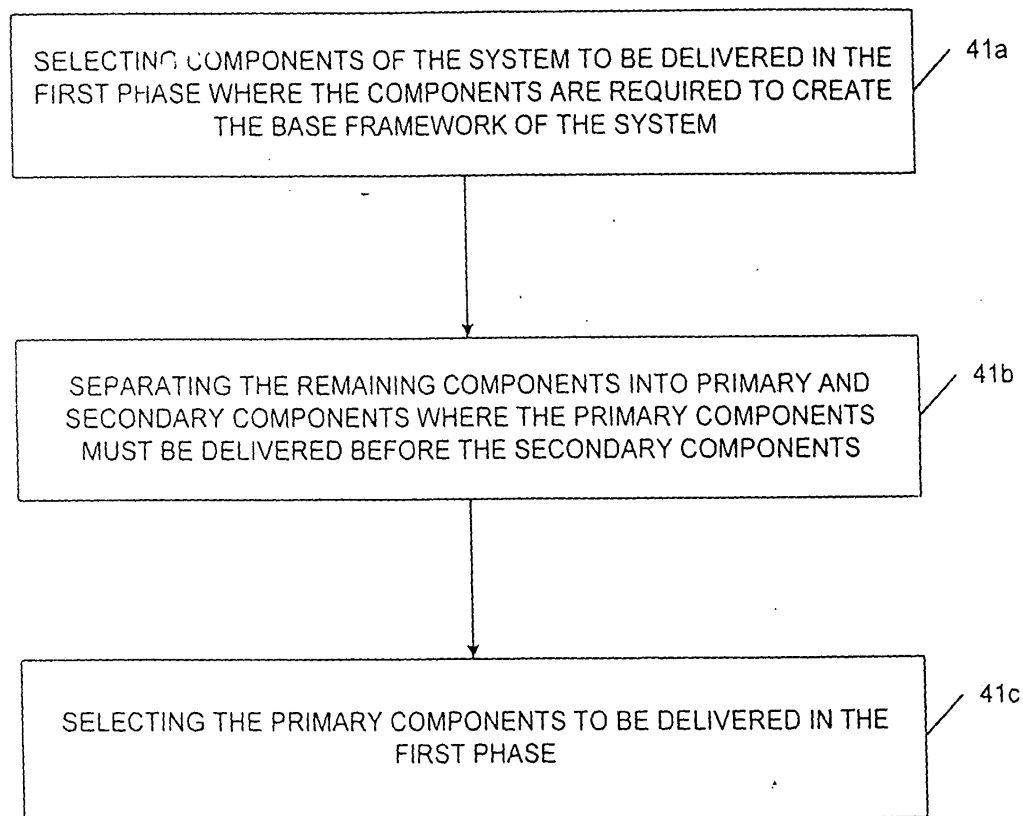 SELECTING COMPONENTS OF THE SYSTEM TO BE DELIVERED IN THE
FIRST PHASE WHERE THE COMPONENTS ARE REQUIRED TO CREATE
THE BASE FRAMEWORK OF THE SYSTEM
41a
SEPARATING THE REMAINING COMPONENTS INTO PRIMARY AND
SECONDARY COMPONENTS WHERE THE PRIMARY COMPONENTS
MUST BE DELIVERED BEFORE THE SECONDARY COMPONENTS
41b
SELECTING THE PRIMARY COMPONENTS TO BE DELIVERED IN THE
FIRST PHASE
41c